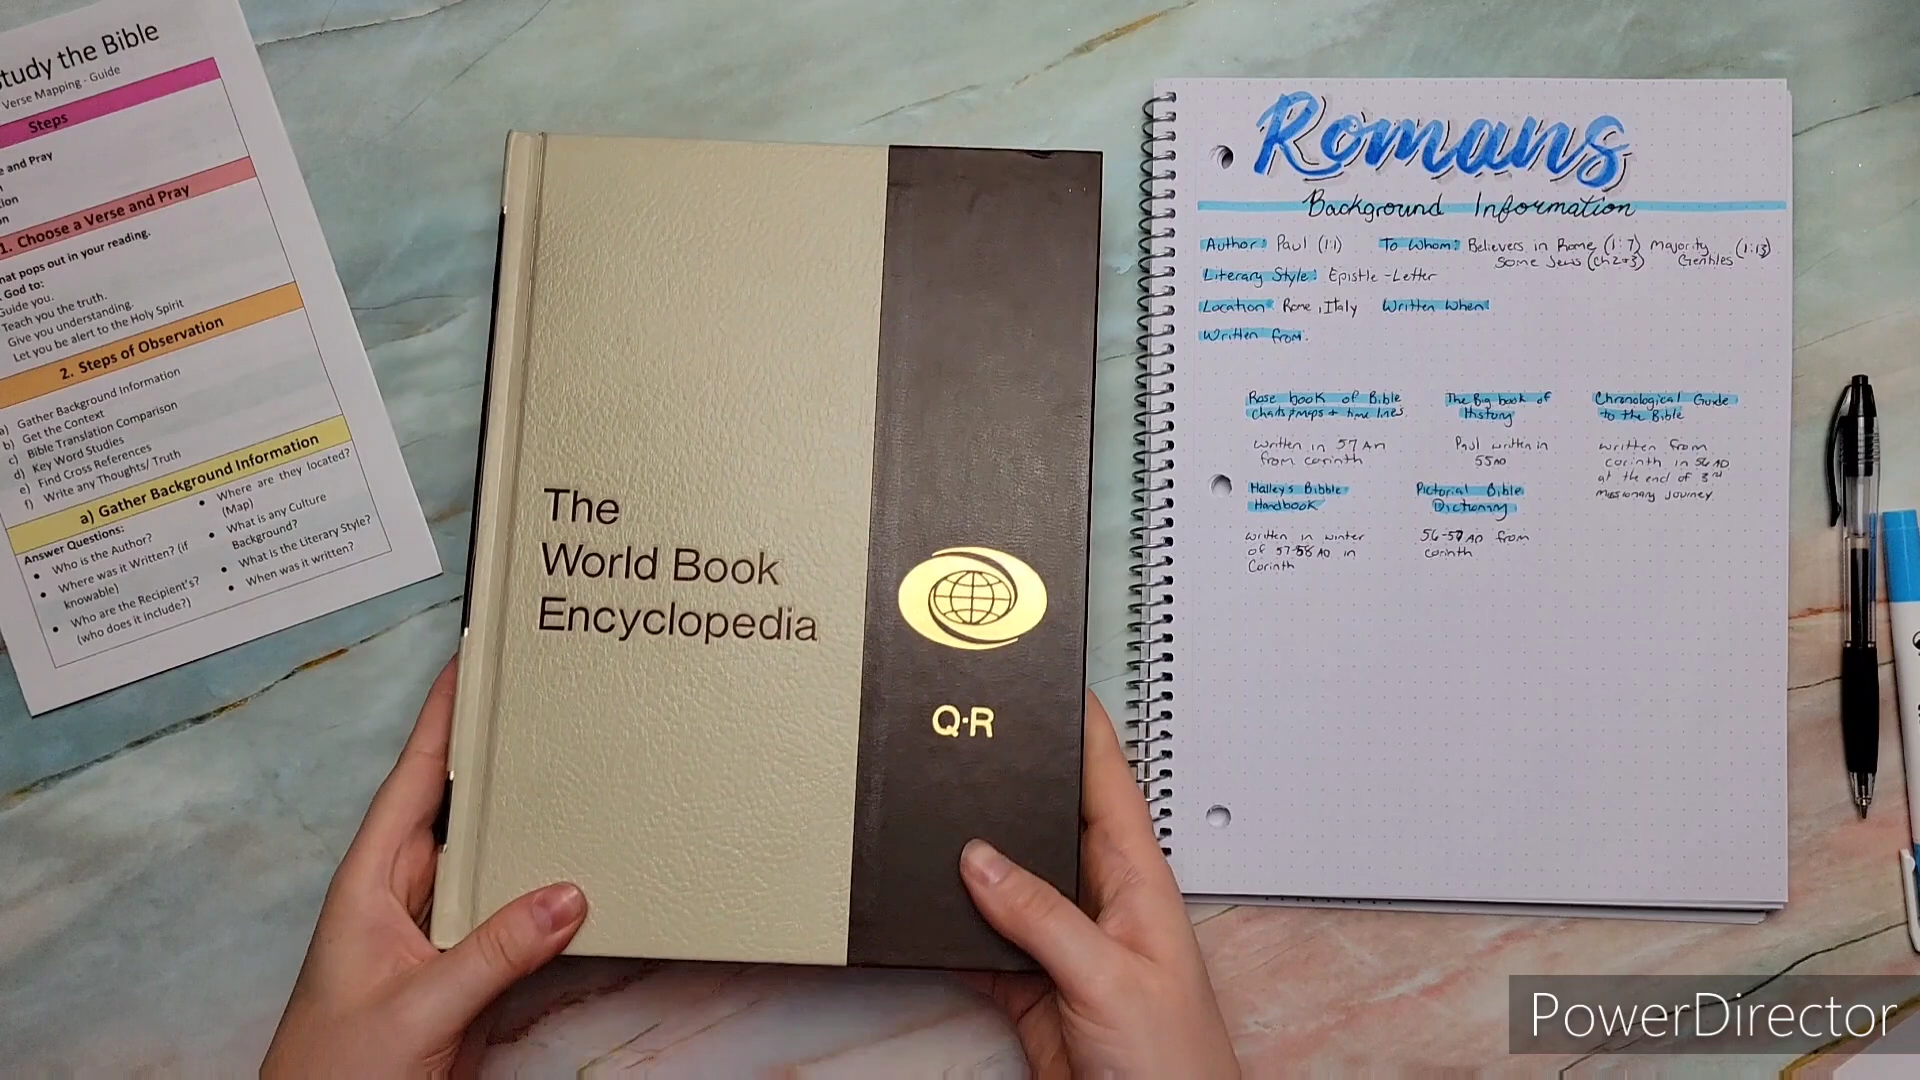 tudy the Bible
Verse Mapping - Guide
Steps
e and Pray
n
tion
on
1. Choose a Verse and Pray
hat pops out in your reading.
God to:
Guide you.
Teach you the truth.
Give you understanding.
Let you be alert to the Holy Spirit
2. Steps of Observation
a) Gather Background Information
b) Get the Context
c) Bible Translation Comparison
d) Key Word Studies
e) Find Cross References
f) Write any Thoughts/ Truth
a) Gather Background Information
Answer Questions:
• Who is the Author?
• Where was it Written? (if
knowable)
• Who are the Recipient's?
(who does it include?)
• Where are they located?
(Map)
• What is any Culture
Background?
• What is the Literary Style?
• When was it written?
The
World Book
Encyclopedia
Q·R
Romans
Background Information
Author: Paul (1:1) To Whom: Believers in Rome (1:7) Majority (1:13)
Some Jews (ch 2+3) Gentiles
Literary Style: Epistle - Letter
Location: Rome, Italy Written When
Written from.
Rose book of Bible
charts maps + time lines
written in 57 AD
from corinth
The Big book of
History
Paul written in
55 AD
Chronological Guide
to the Bible
written from
corinth in 56 AD
at the end of 3rd
missionary journey
Halley's Bibble
Handbook
written in winter
of 57-58 AD in
Corinth
Pictorial Bible
Dictionary
56-57 AD from
corinth
PowerDirector